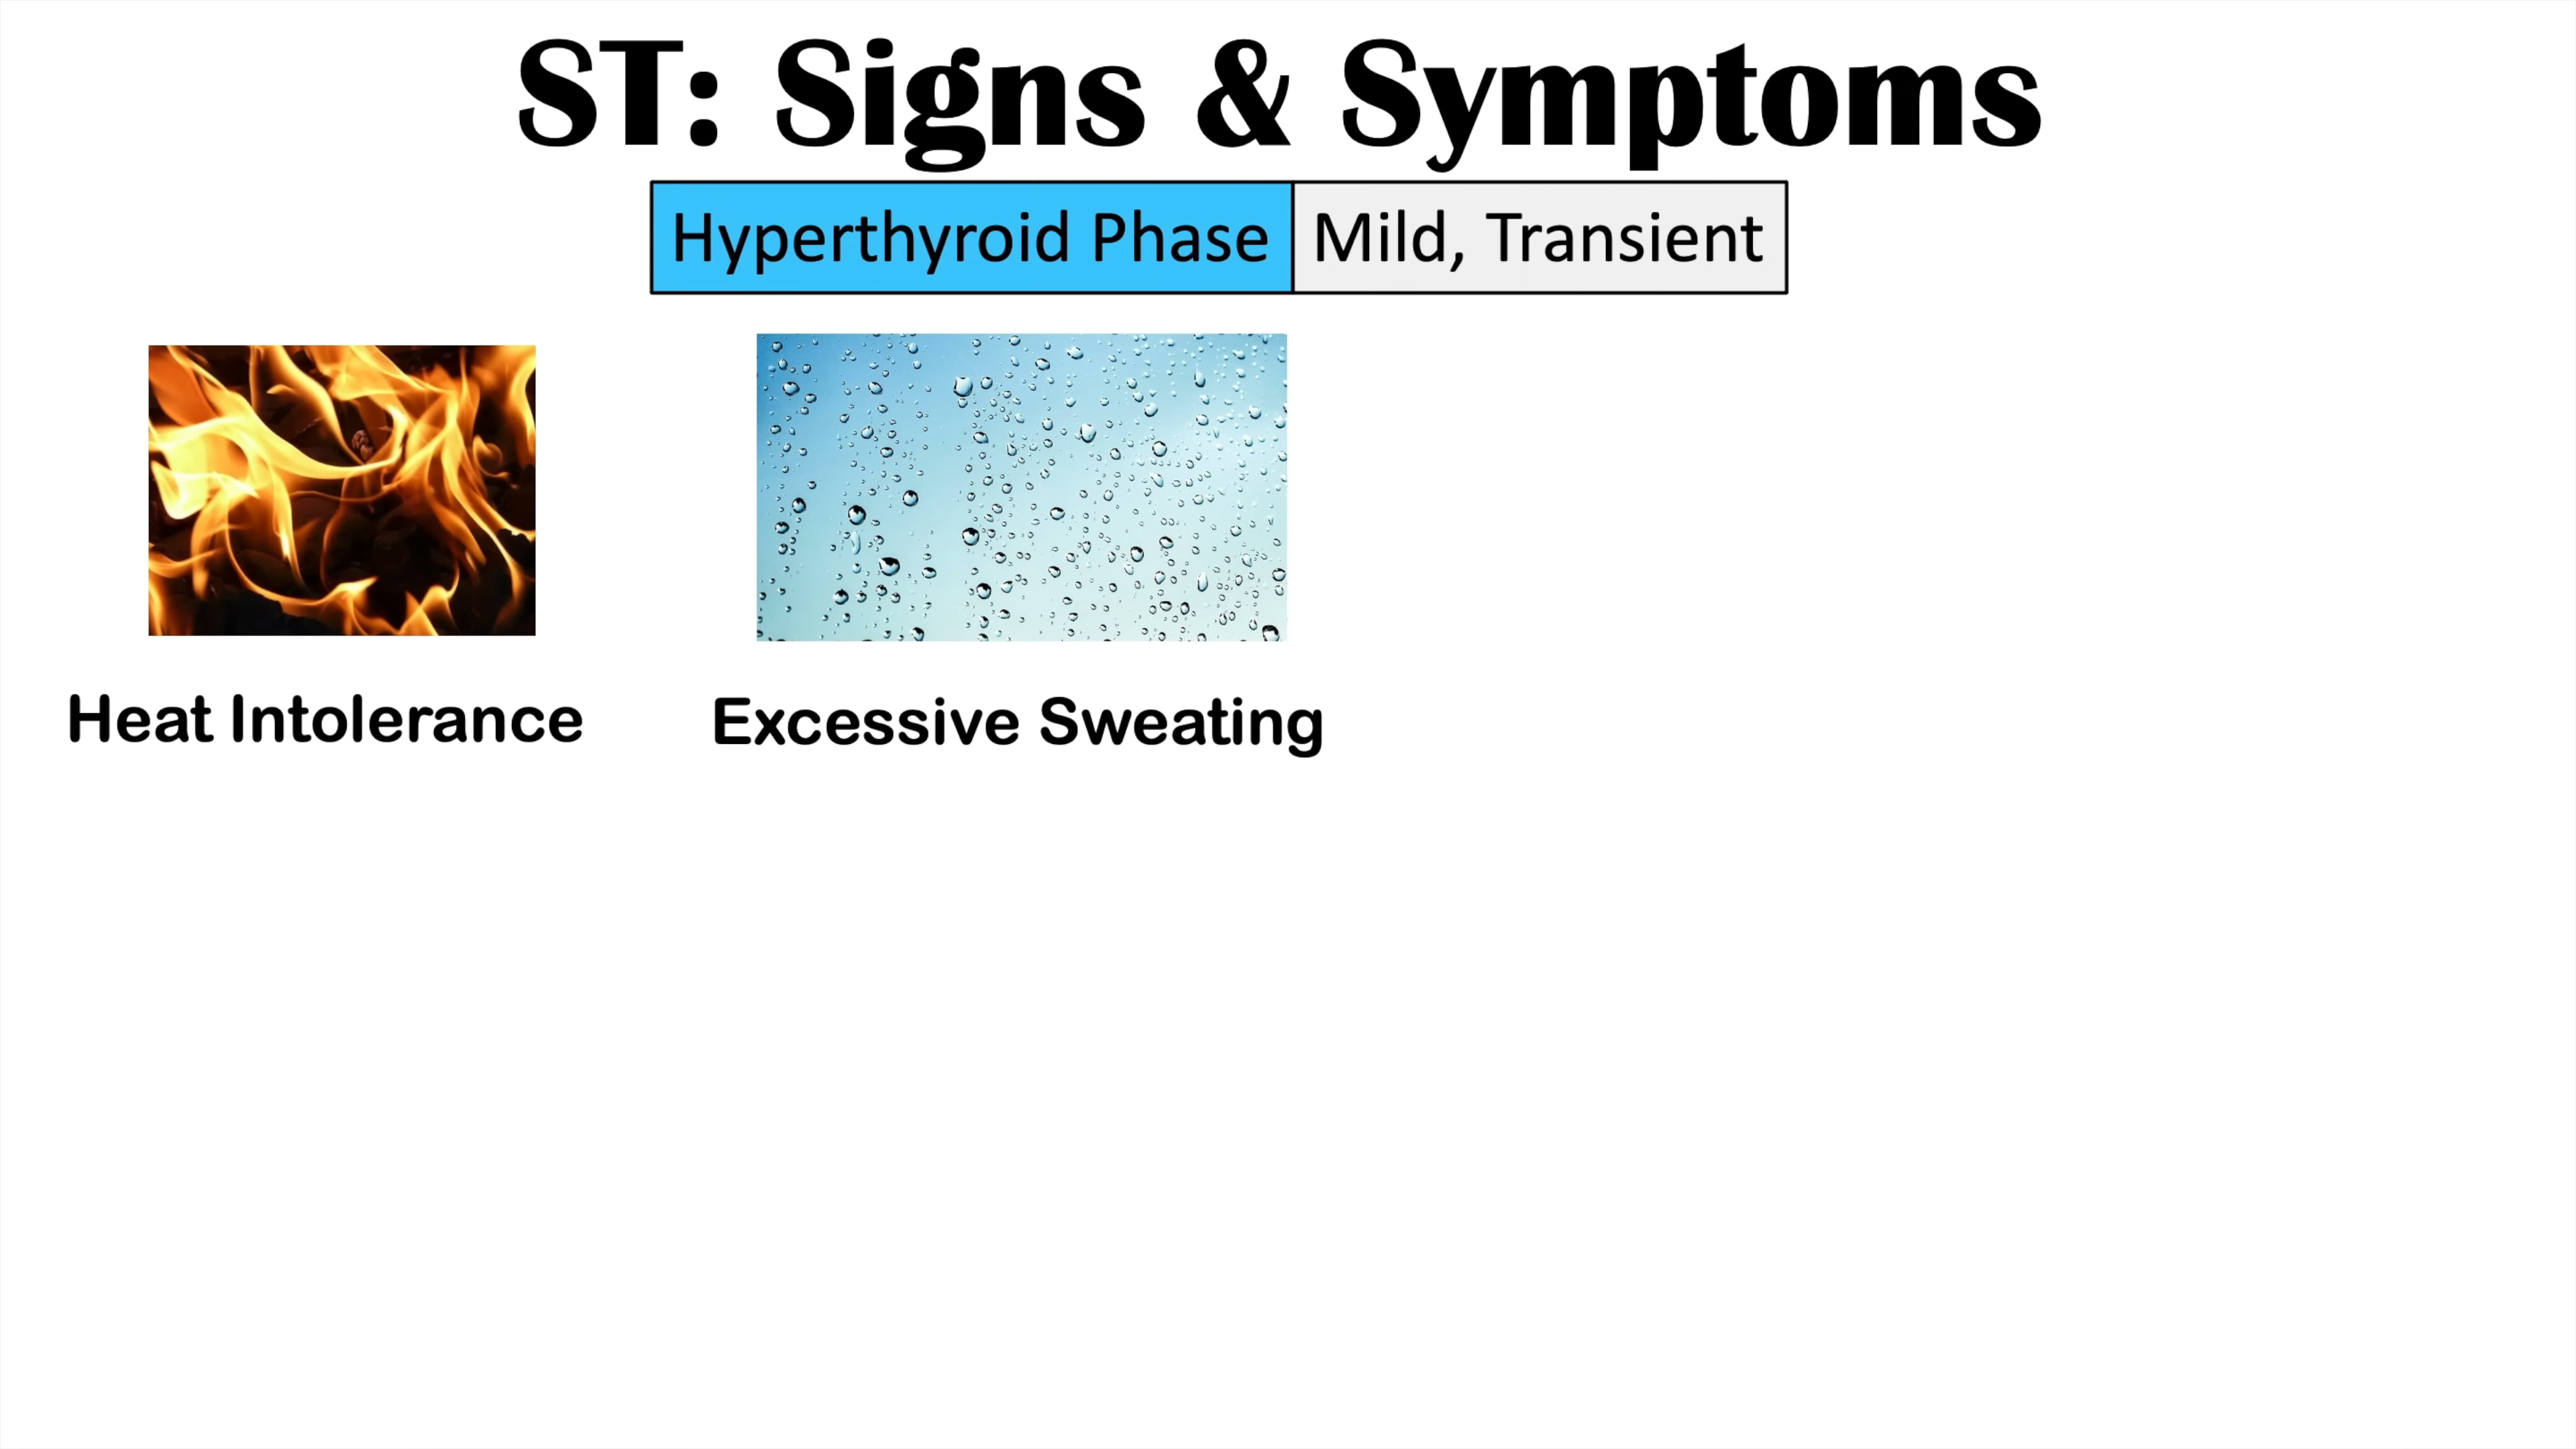 ST: Signs & Symptoms
Hyperthyroid Phase Mild, Transient
Heat Intolerance
Excessive Sweating